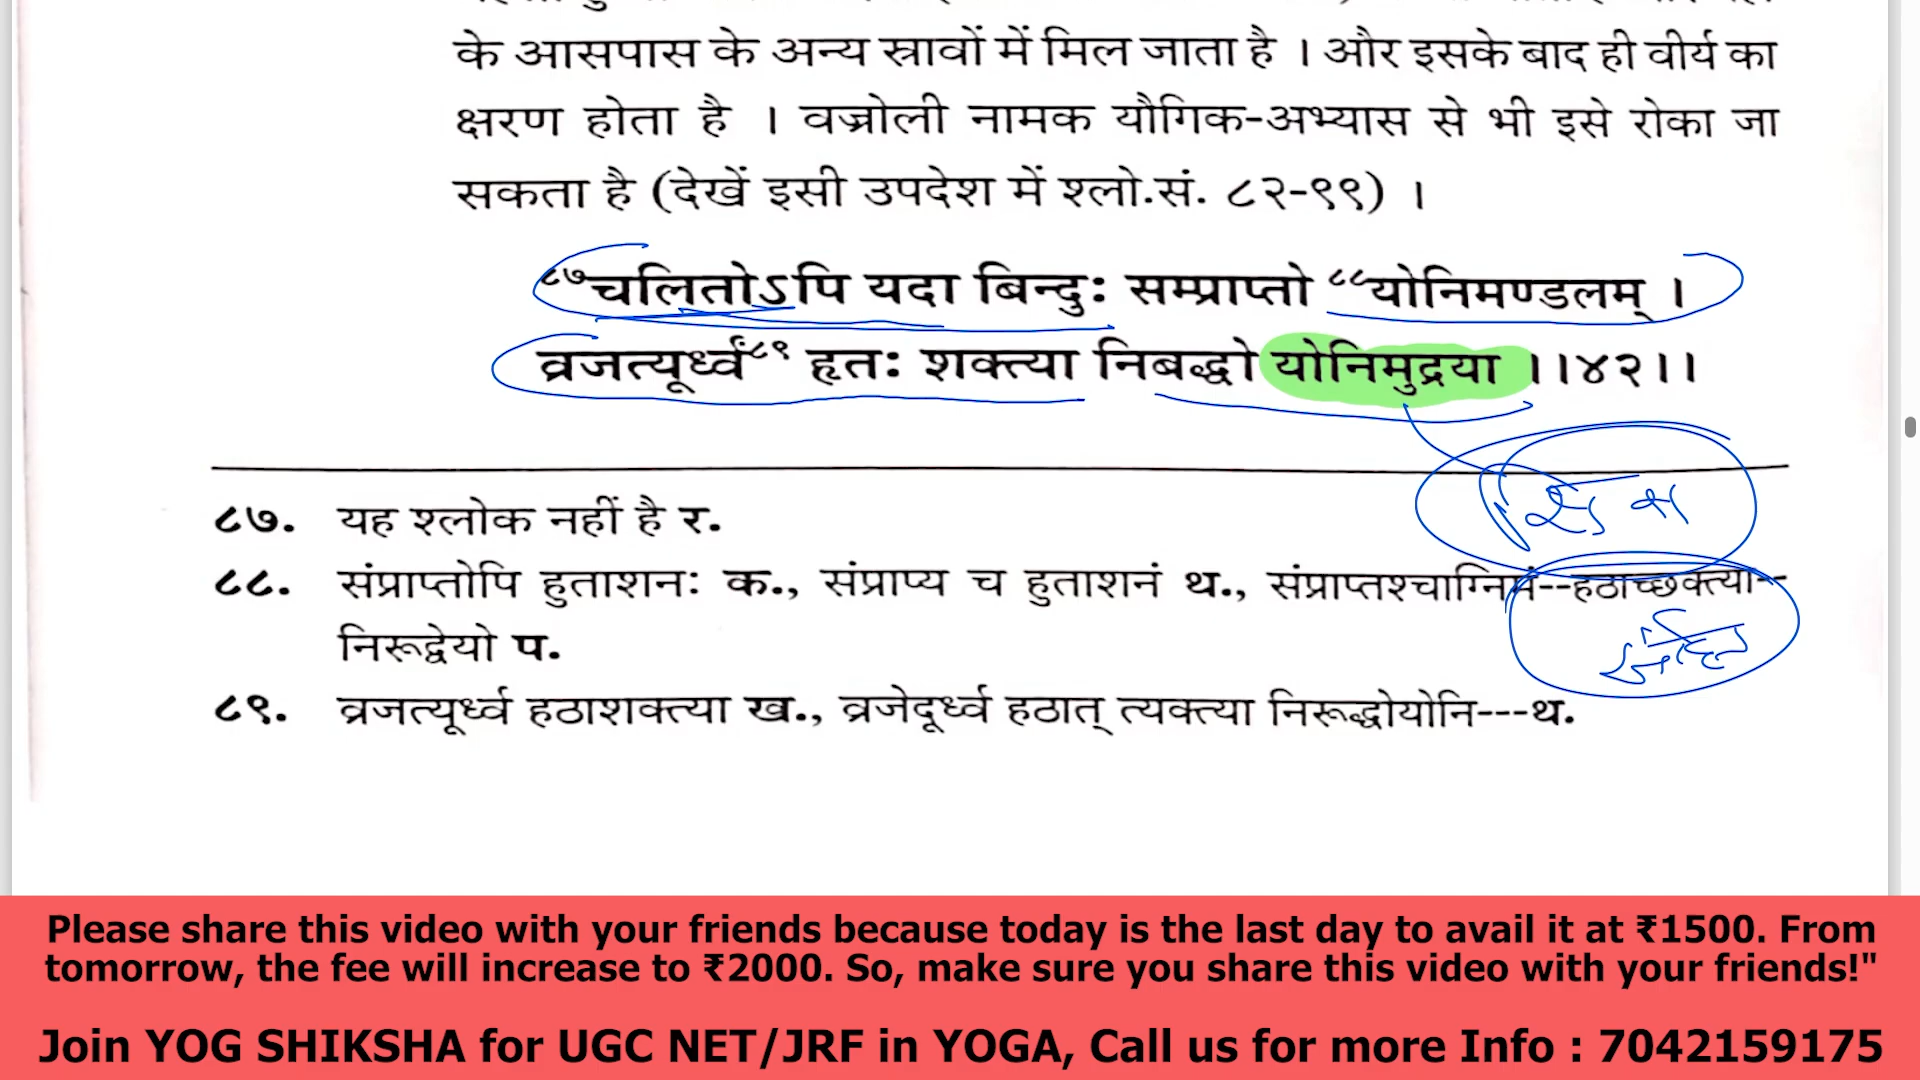 के आसपास के अन्य स्रावों में मिल जाता है । और इसके बाद ही वीर्य का
क्षरण होता है । वज्रोली नामक यौगिक-अभ्यास से भी इसे रोका जा
सकता है (देखें इसी उपदेश में श्लो.सं. ८२-९९) ।
८७चलितोऽपि यदा बिन्दुः सम्प्राप्तो ८८योनिमण्डलम् ।
व्रजत्यूर्ध्वं८९ हृतः शक्त्या निबद्धो योनिमुद्रया ।।४२।।
८७. यह श्लोक नहीं है र.
८८. संप्राप्तोपि हुताशनः क., संप्राप्य च हुताशनं थ., संप्राप्तश्चाग्निमं--हठाच्छक्त्या--
निरूद्वेयो प.
८९. व्रजत्यूर्ध्व हठाशक्त्या ख., व्रजेदूर्ध्व हठात् त्यक्त्या निरूद्धोयोनि---थ.
Please share this video with your friends because today is the last day to avail it at ₹1500. From
tomorrow, the fee will increase to ₹2000. So, make sure you share this video with your friends!"
Join YOG SHIKSHA for UGC NET/JRF in YOGA, Call us for more Info : 7042159175